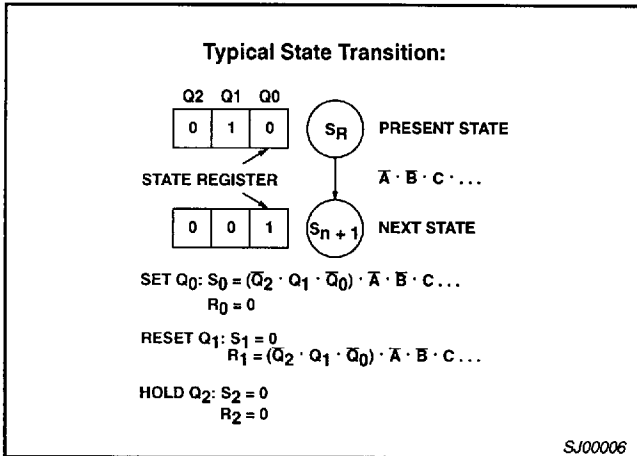 Typical State Transition:
Q2 Q1 Q0
0 1 0
S_R
PRESENT STATE
STATE REGISTER
A̅ · B̅ · C · ...
0 0 1
S_{n + 1}
NEXT STATE
SET Q₀: S₀ = (Q̅₂ · Q₁ · Q̅₀) · A̅ · B̅ · C ...
R₀ = 0
RESET Q₁: S₁ = 0
R₁ = (Q̅₂ · Q₁ · Q̅₀) · A̅ · B̅ · C ...
HOLD Q₂: S₂ = 0
R₂ = 0
SJ00006